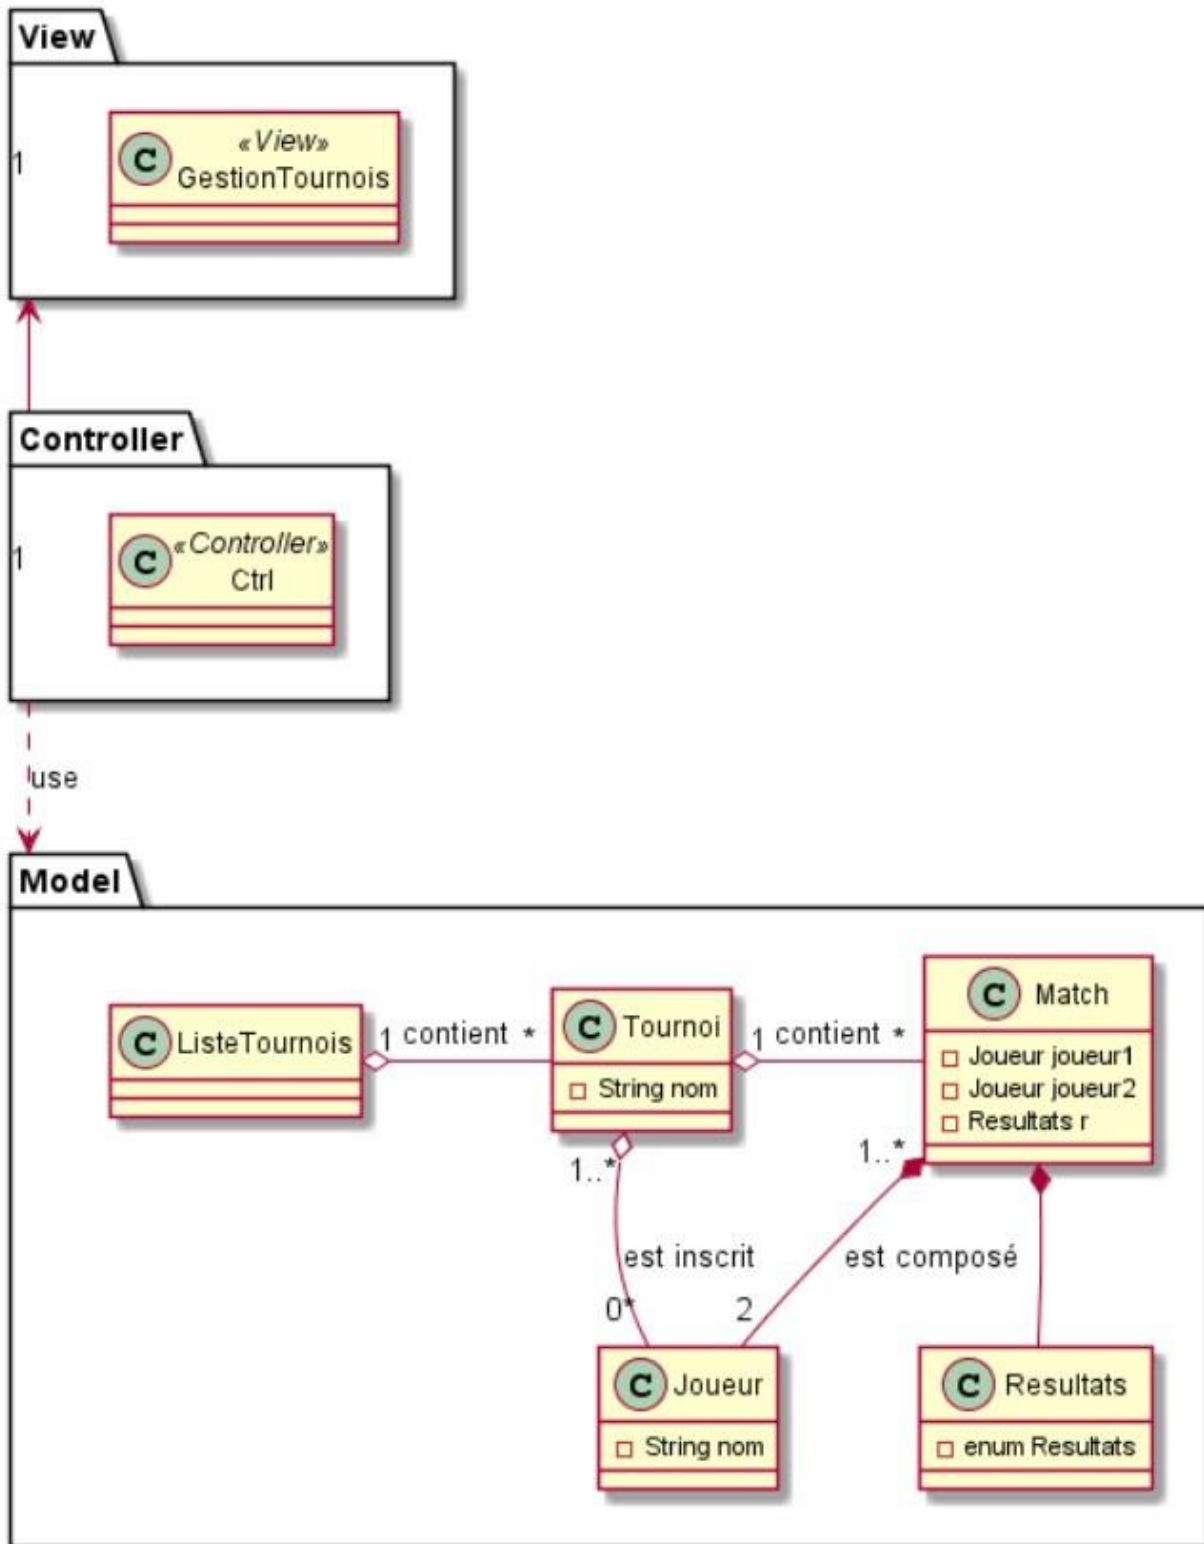 View
1
C
«View»
GestionTournois
Controller
1
C
«Controller»
Ctrl
use
Model
C ListeTournois
1 contient *
C Tournoi
String nom
1 contient *
C Match
Joueur joueur1
Joueur joueur2
Resultats r
1..*
1..*
est inscrit
est composé
0*
2
C Joueur
String nom
C Resultats
enum Resultats